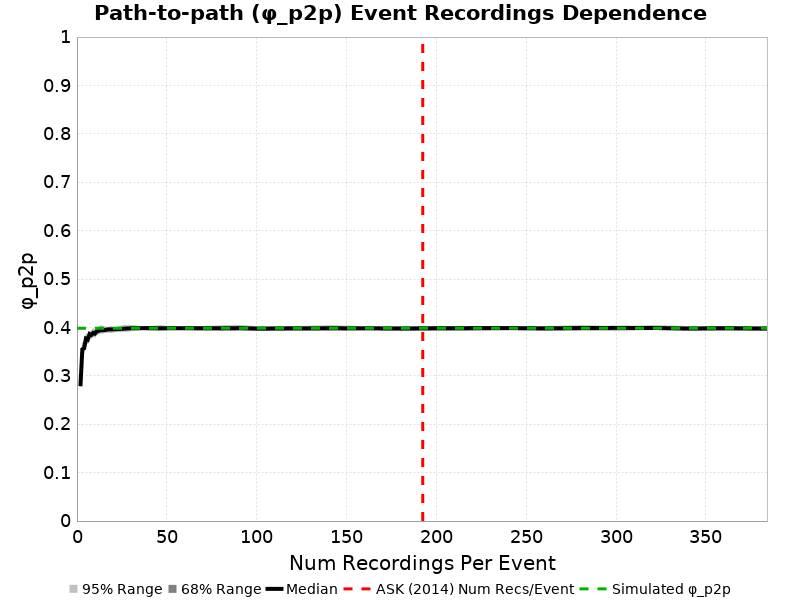 Path-to-path (φ_p2p) Event Recordings Dependence
1
0.9
0.8
0.7
0.6
0.5
0.4
0.3
0.2
0.1
0
φ_p2p
0 50 100 150 200 250 300 350
Num Recordings Per Event
95% Range 68% Range Median ASK (2014) Num Recs/Event Simulated φ_p2p